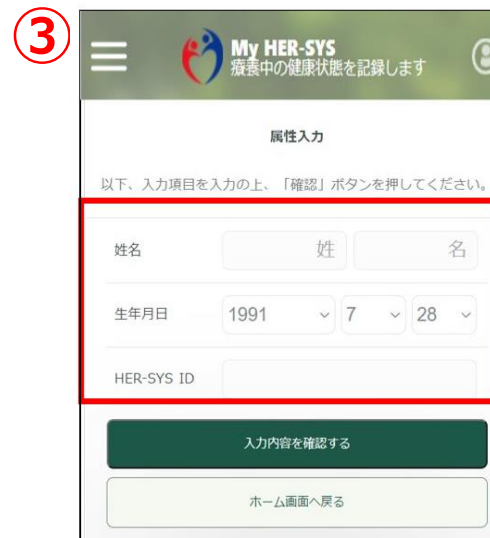 ③
My HER-SYS
療養中の健康状態を記録します
属性入力
以下、入力項目を入力の上、「確認」ボタンを押してください。
姓名 姓 名
生年月日 1991 7 28
HER-SYS ID
入力内容を確認する
ホーム画面へ戻る